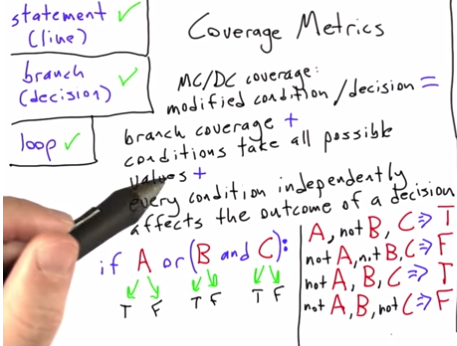 statement
(line)
Coverage Metrics
branch
(decision)
MC/DC coverage:
modified condition/decision =
loop
branch coverage +
conditions take all possible
values +
every condition independently
affects the outcome of a decision
if A or (B and C):
T F T F T F
A, not B, C => T
not A, not B, C => F
not A, B, C => T
not A, B, not C => F